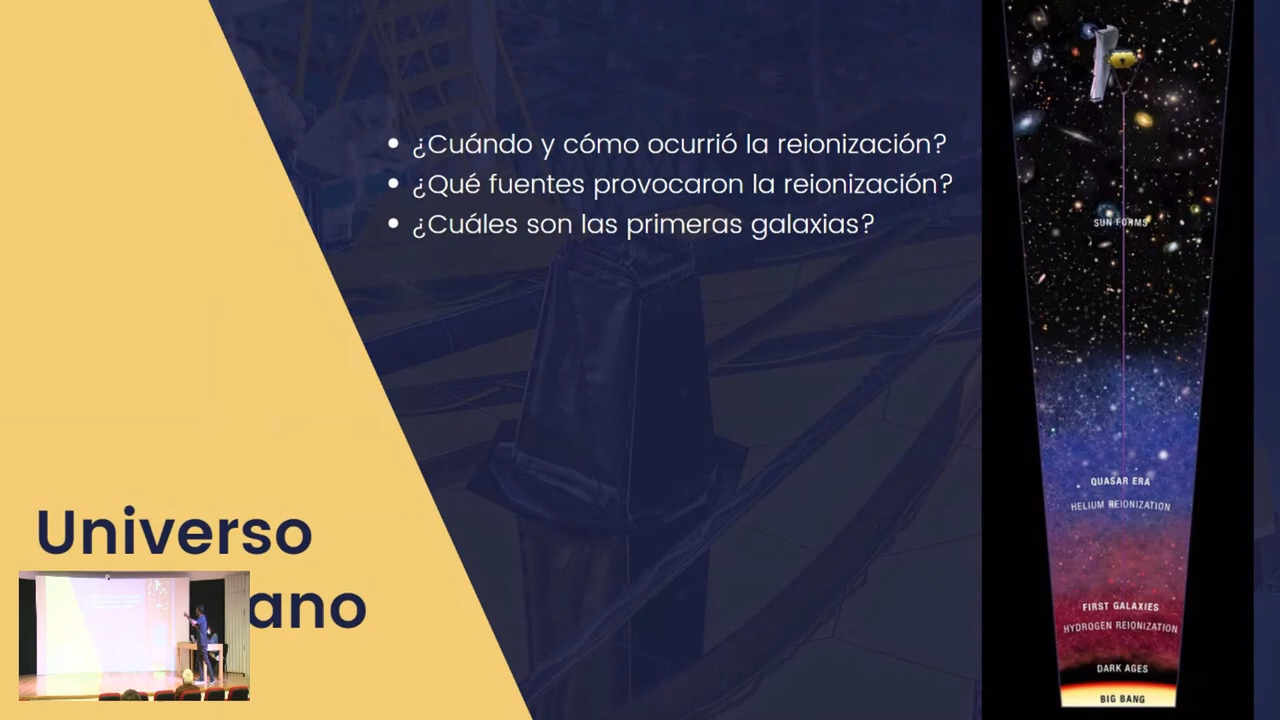 • ¿Cuándo y cómo ocurrió la reionización?
• ¿Qué fuentes provocaron la reionización?
• ¿Cuáles son las primeras galaxias?
Universo
ano
SUN FORMS
QUASAR ERA
HELIUM REIONIZATION
FIRST GALAXIES
HYDROGEN REIONIZATION
DARK AGES
BIG BANG